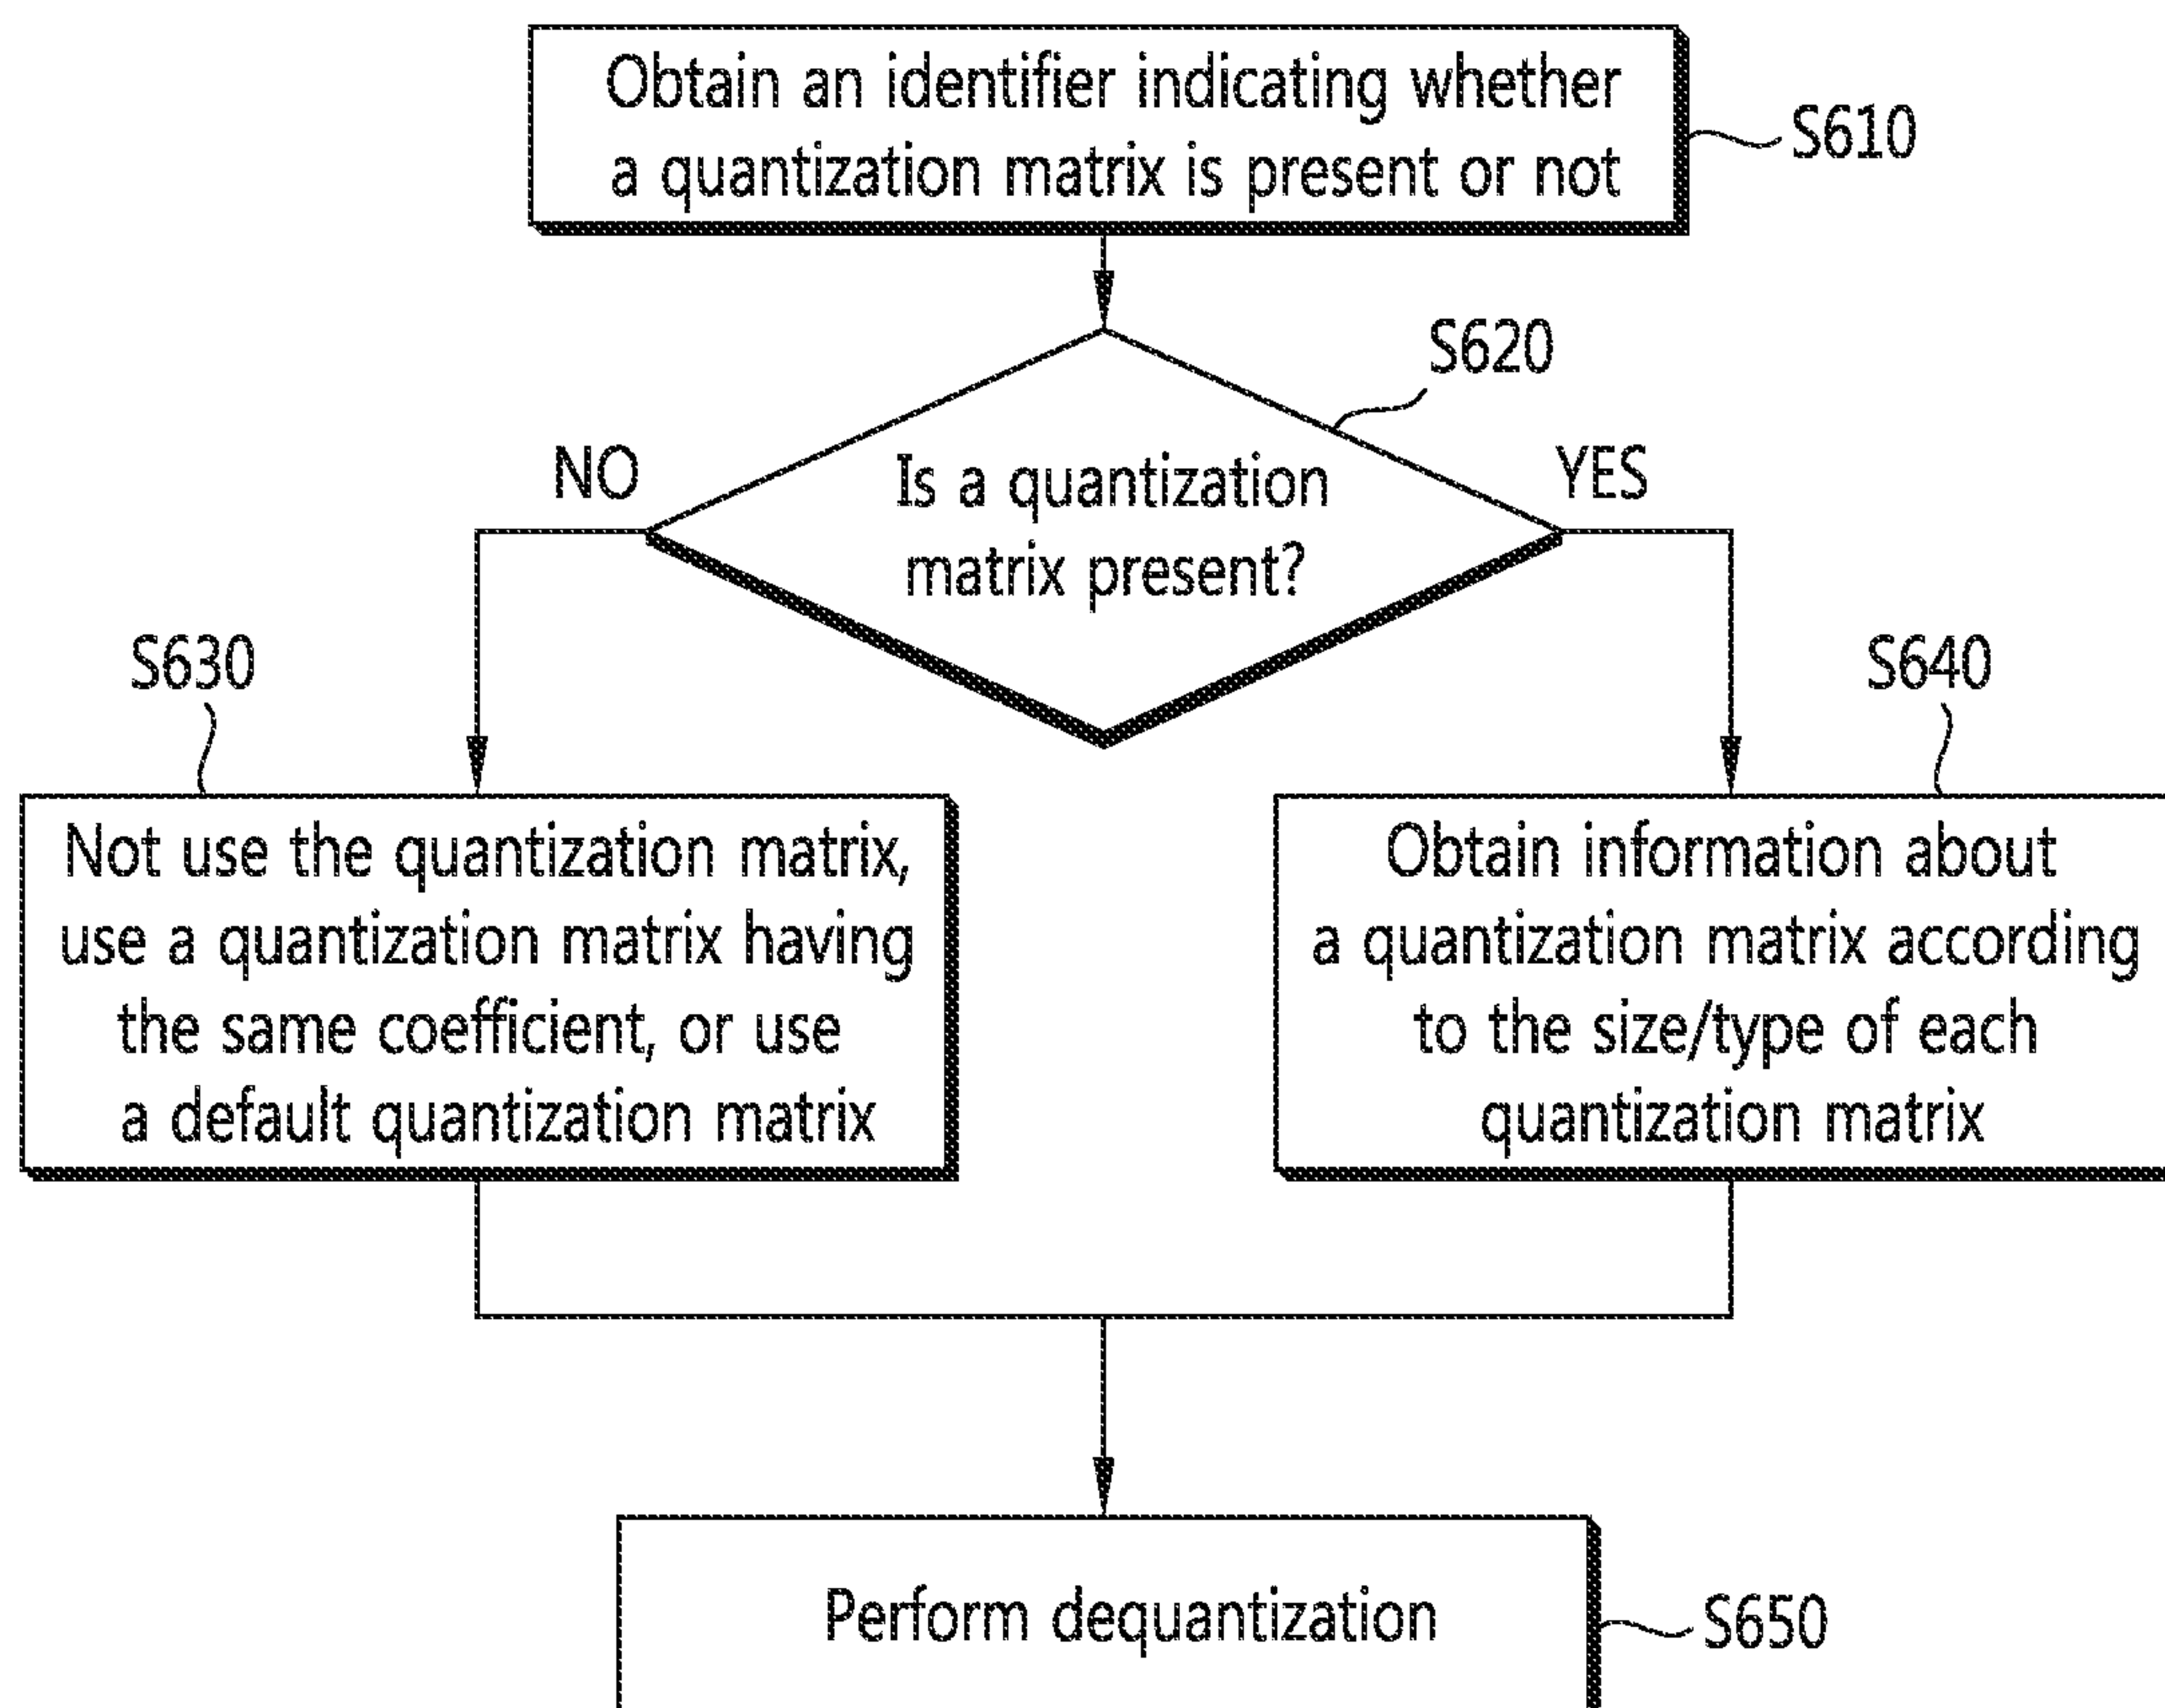 Obtain an identifier indicating whether
a quantization matrix is present or not
S610
S620
NO
Is a quantization
matrix present?
YES
S630
S640
Not use the quantization matrix,
use a quantization matrix having
the same coefficient, or use
a default quantization matrix
Obtain information about
a quantization matrix according
to the size/type of each
quantization matrix
Perform dequantization
S650